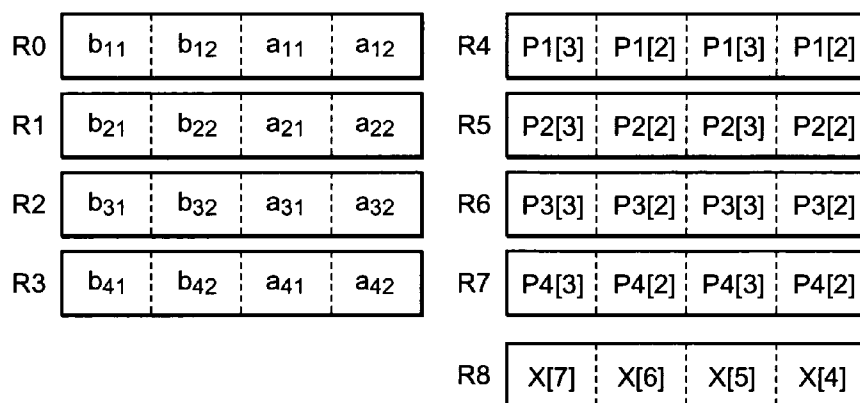 R0 b11 b12 a11 a12 R4 P1[3] P1[2] P1[3] P1[2]
R1 b21 b22 a21 a22 R5 P2[3] P2[2] P2[3] P2[2]
R2 b31 b32 a31 a32 R6 P3[3] P3[2] P3[3] P3[2]
R3 b41 b42 a41 a42 R7 P4[3] P4[2] P4[3] P4[2]
R8 X[7] X[6] X[5] X[4]